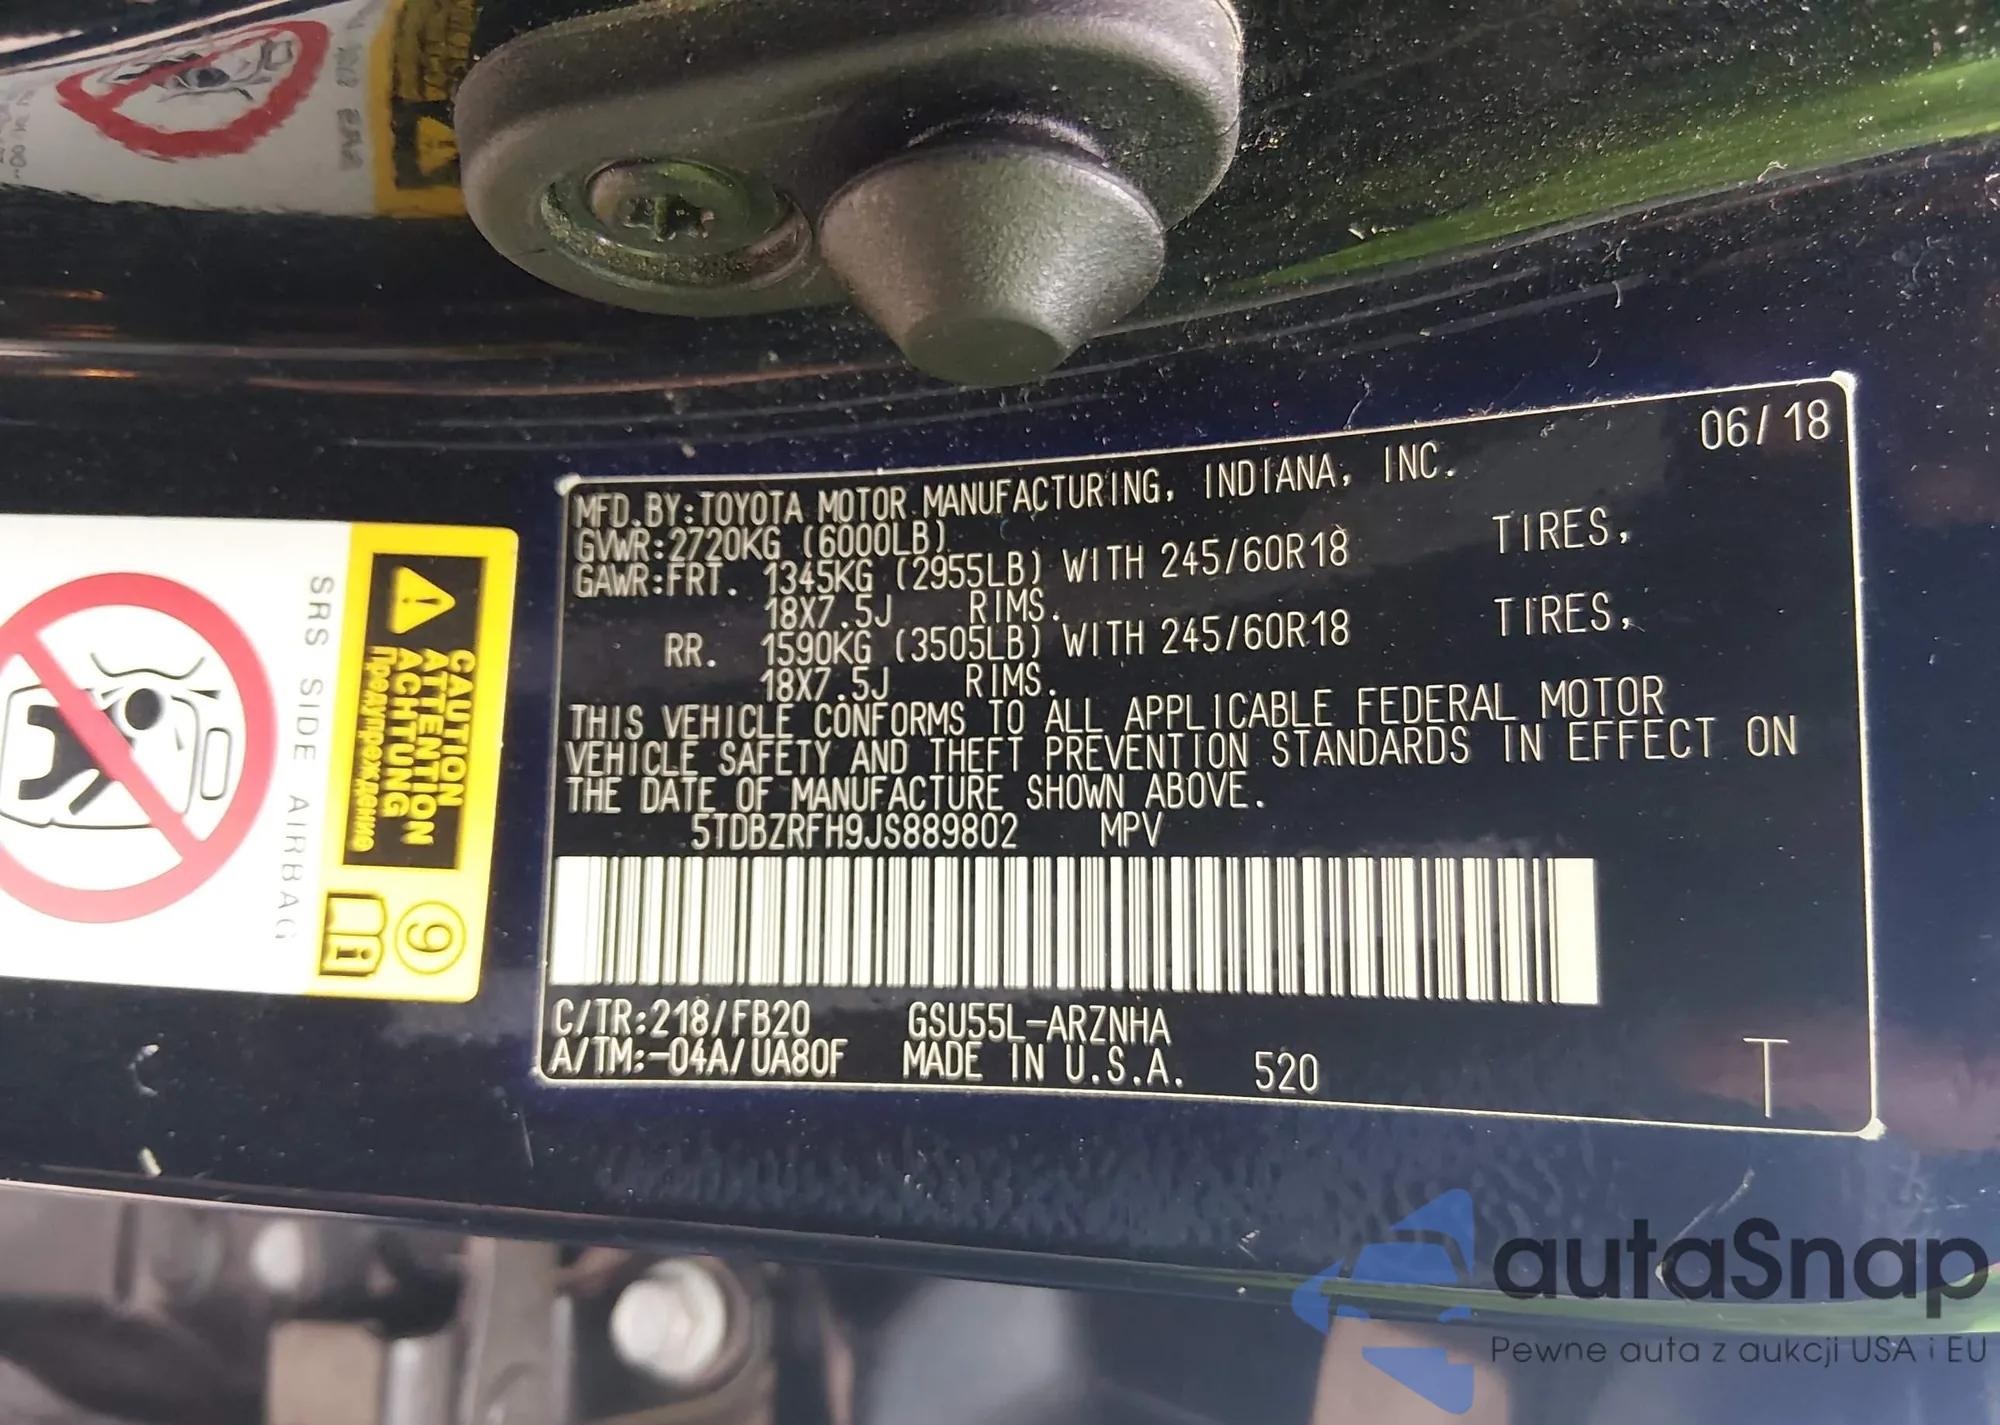 06/18
MFD.BY:TOYOTA MOTOR MANUFACTURING, INDIANA, INC.
GVWR:2720KG (6000LB)
GAWR:FRT. 1345KG (2955LB) WITH 245/60R18 TIRES,
18X7.5J RIMS.
RR. 1590KG (3505LB) WITH 245/60R18 TIRES,
18X7.5J RIMS.
THIS VEHICLE CONFORMS TO ALL APPLICABLE FEDERAL MOTOR
VEHICLE SAFETY AND THEFT PREVENTION STANDARDS IN EFFECT ON
THE DATE OF MANUFACTURE SHOWN ABOVE.
5TDBZRFH9JS889802 MPV
C/TR:218/FB20 GSU55L-ARZNHA
A/TM:-04A/UA80F MADE IN U.S.A. 520
T
CAUTION
ATTENTION
ACHTUNG
Предупреждение
SRS SIDE AIRBAG
9
i
autaSnap
Pewne auta z aukcji USA i EU